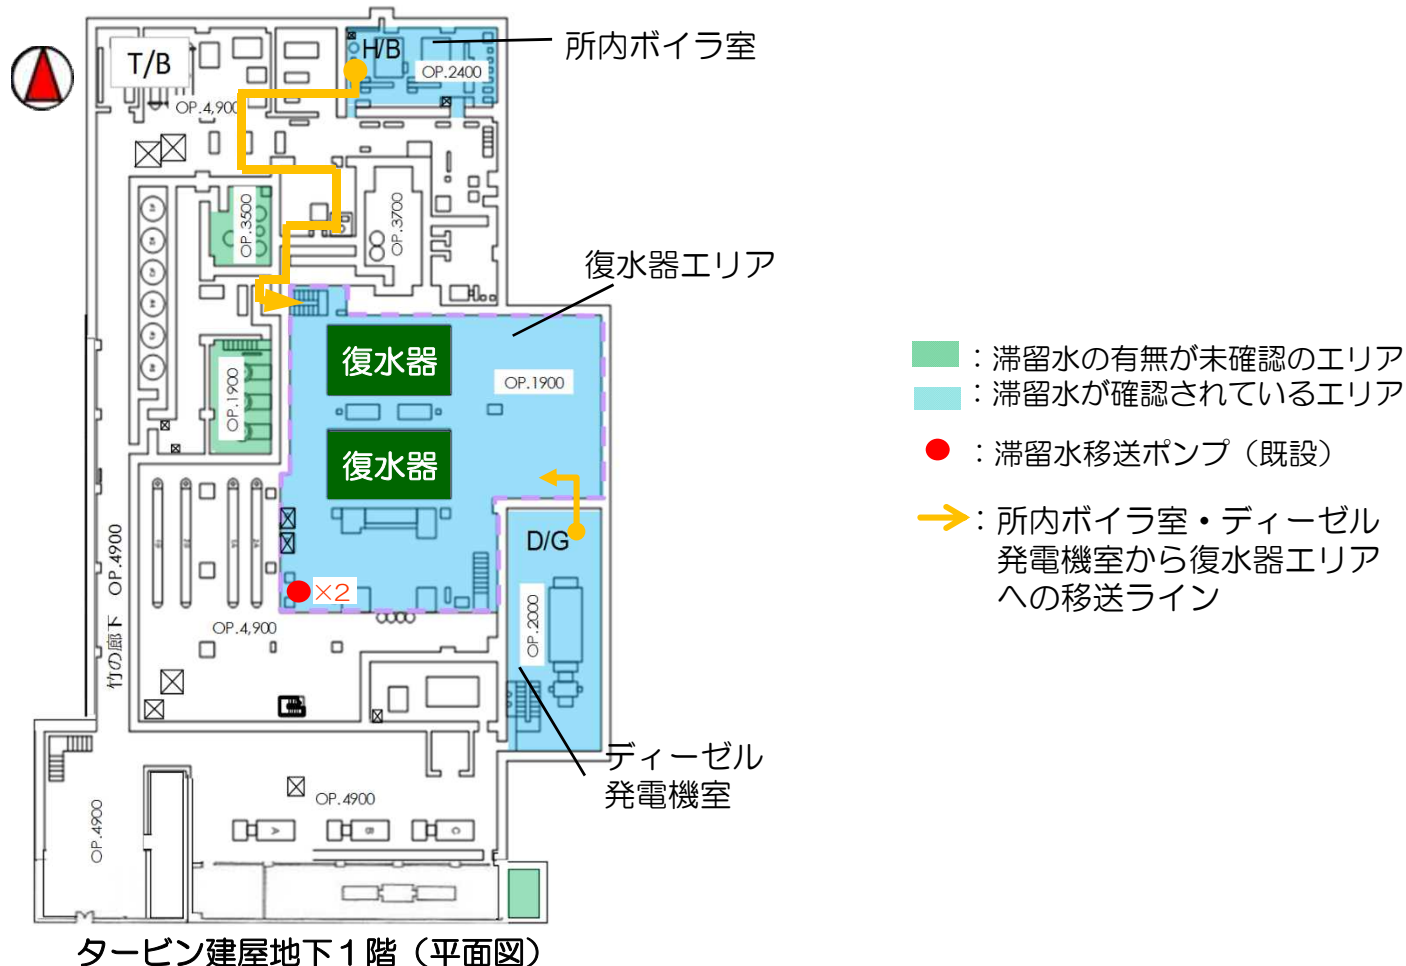 T/B
H/B
所内ボイラ室
OP.2400
OP.4,900
OP.3500
OP.3700
復水器エリア
復水器
OP.1900
OP.1900
復水器
D/G
×2
OP.2000
竹の廊下 OP.4900
OP.4,900
ディーゼル
発電機室
OP.4900
OP.4900
A
B
C
:滞留水の有無が未確認のエリア
:滞留水が確認されているエリア
:滞留水移送ポンプ（既設）
:所内ボイラ室・ディーゼル
発電機室から復水器エリア
への移送ライン
タービン建屋地下１階（平面図）